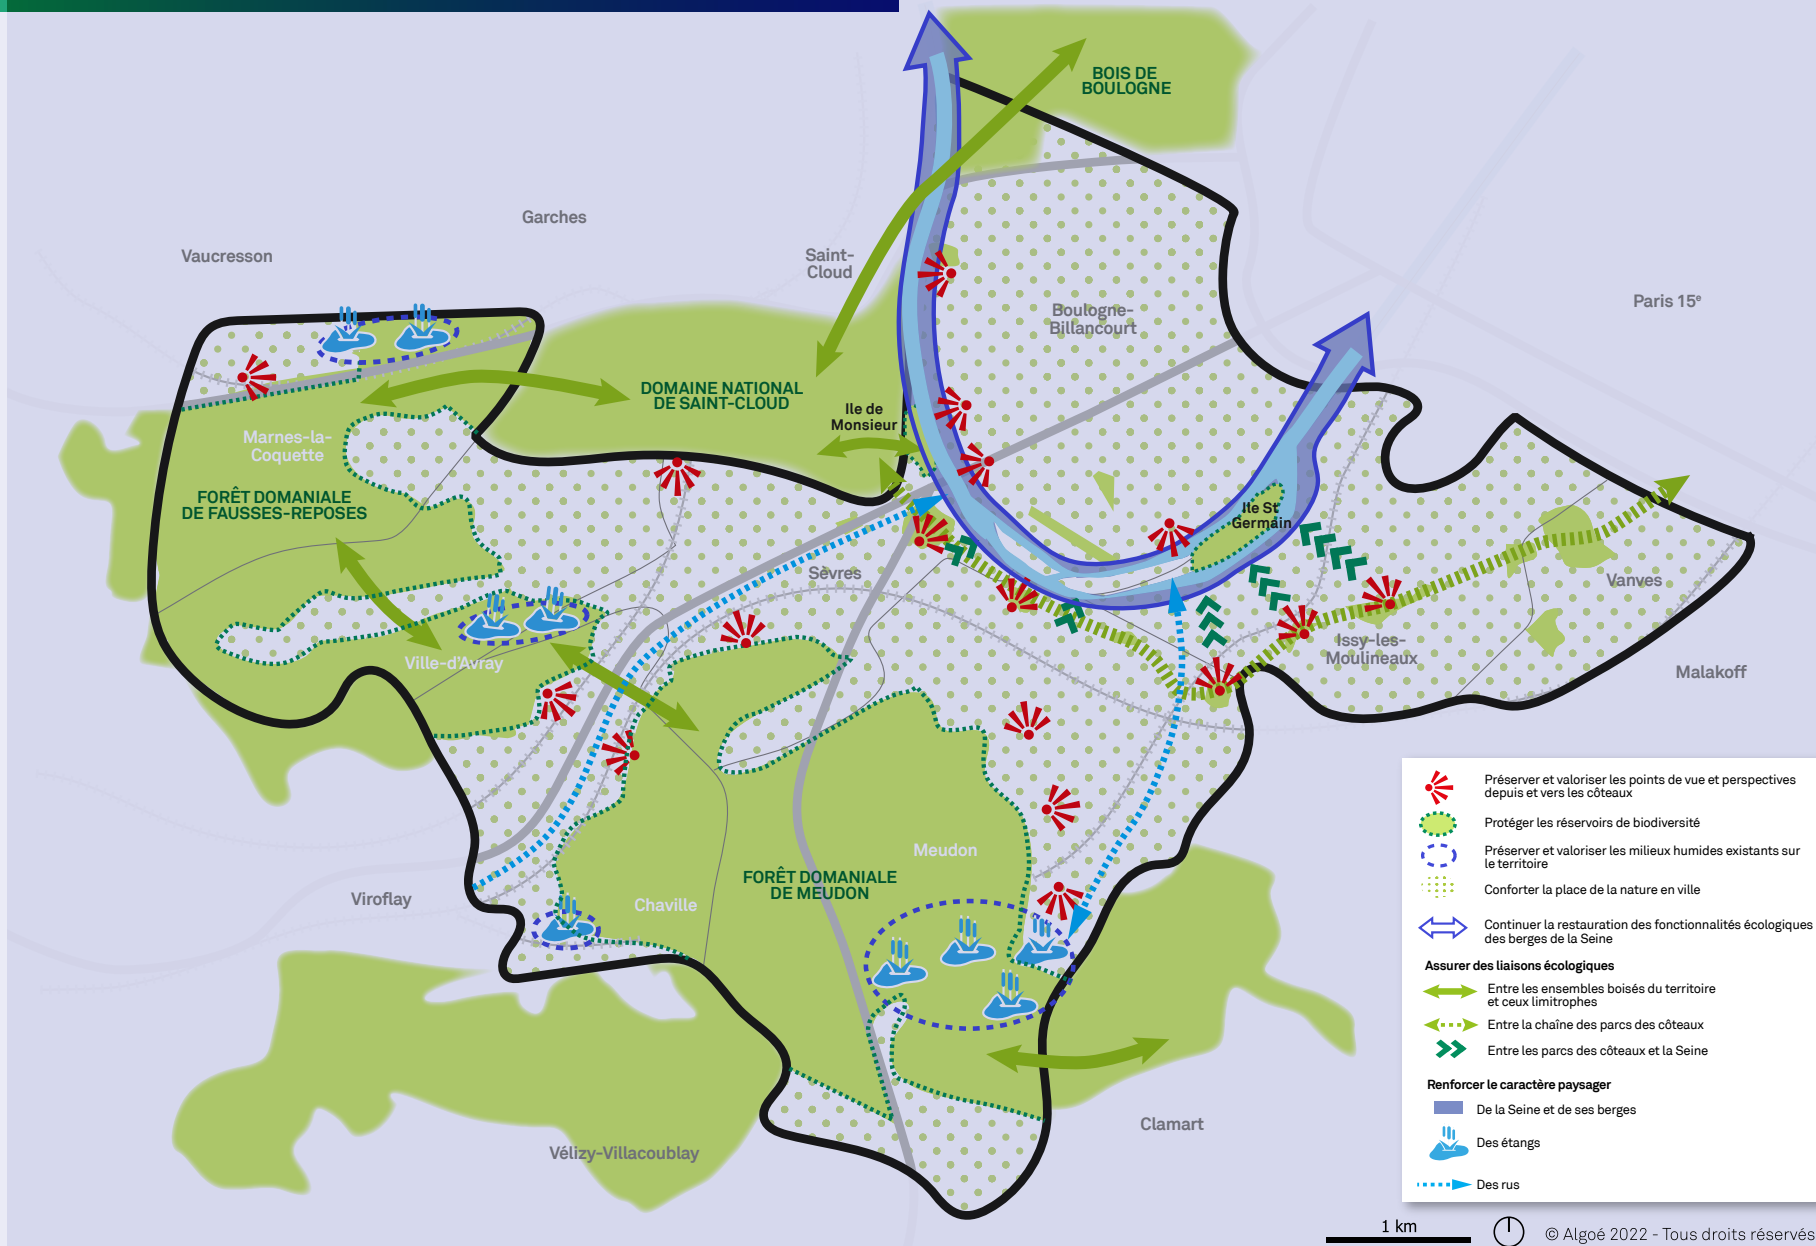 BOIS DE
BOULOGNE
Garches
Vaucresson
Saint-
Cloud
Paris 15e
Boulogne-
Billancourt
DOMAINE NATIONAL
DE SAINT-CLOUD
Ile de
Monsieur
Marnes-la-
Coquette
FORÊT DOMANIALE
DE FAUSSES-REPOSES
Ile St
Germain
Sèvres
Vanves
Ville-d'Avray
Issy-les-
Moulineaux
Malakoff
Meudon
FORÊT DOMANIALE
DE MEUDON
Viroflay
Chaville
Clamart
Vélizy-Villacoublay
Préserver et valoriser les points de vue et perspectives
depuis et vers les côteaux
Protéger les réservoirs de biodiversité
Préserver et valoriser les milieux humides existants sur
le territoire
Conforter la place de la nature en ville
Continuer la restauration des fonctionnalités écologiques
des berges de la Seine
Assurer des liaisons écologiques
Entre les ensembles boisés du territoire
et ceux limitrophes
Entre la chaîne des parcs des côteaux
Entre les parcs des côteaux et la Seine
Renforcer le caractère paysager
De la Seine et de ses berges
Des étangs
Des rus
1 km
© Algoé 2022 - Tous droits réservés